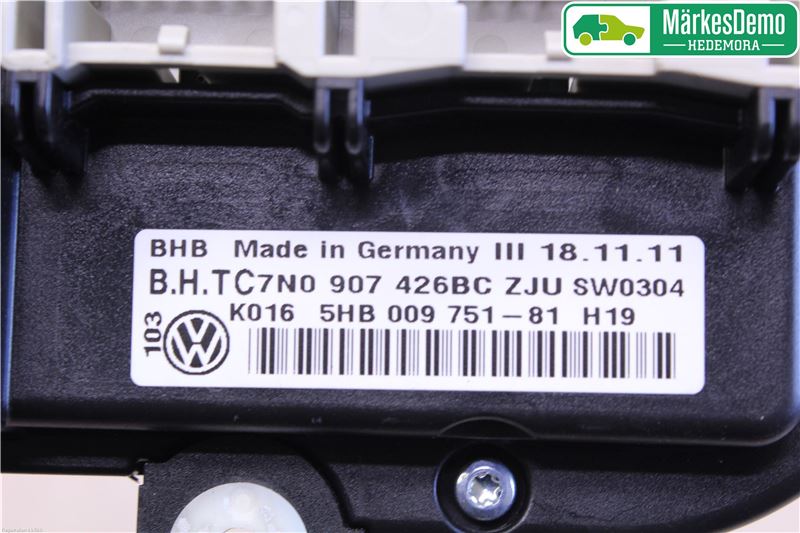 MärkesDemo
HEDEMORA
BHB Made in Germany III 18.11.11
B.H.TC7N0 907 426BC ZJU SW0304
K016 5HB 009 751-81 H19
103